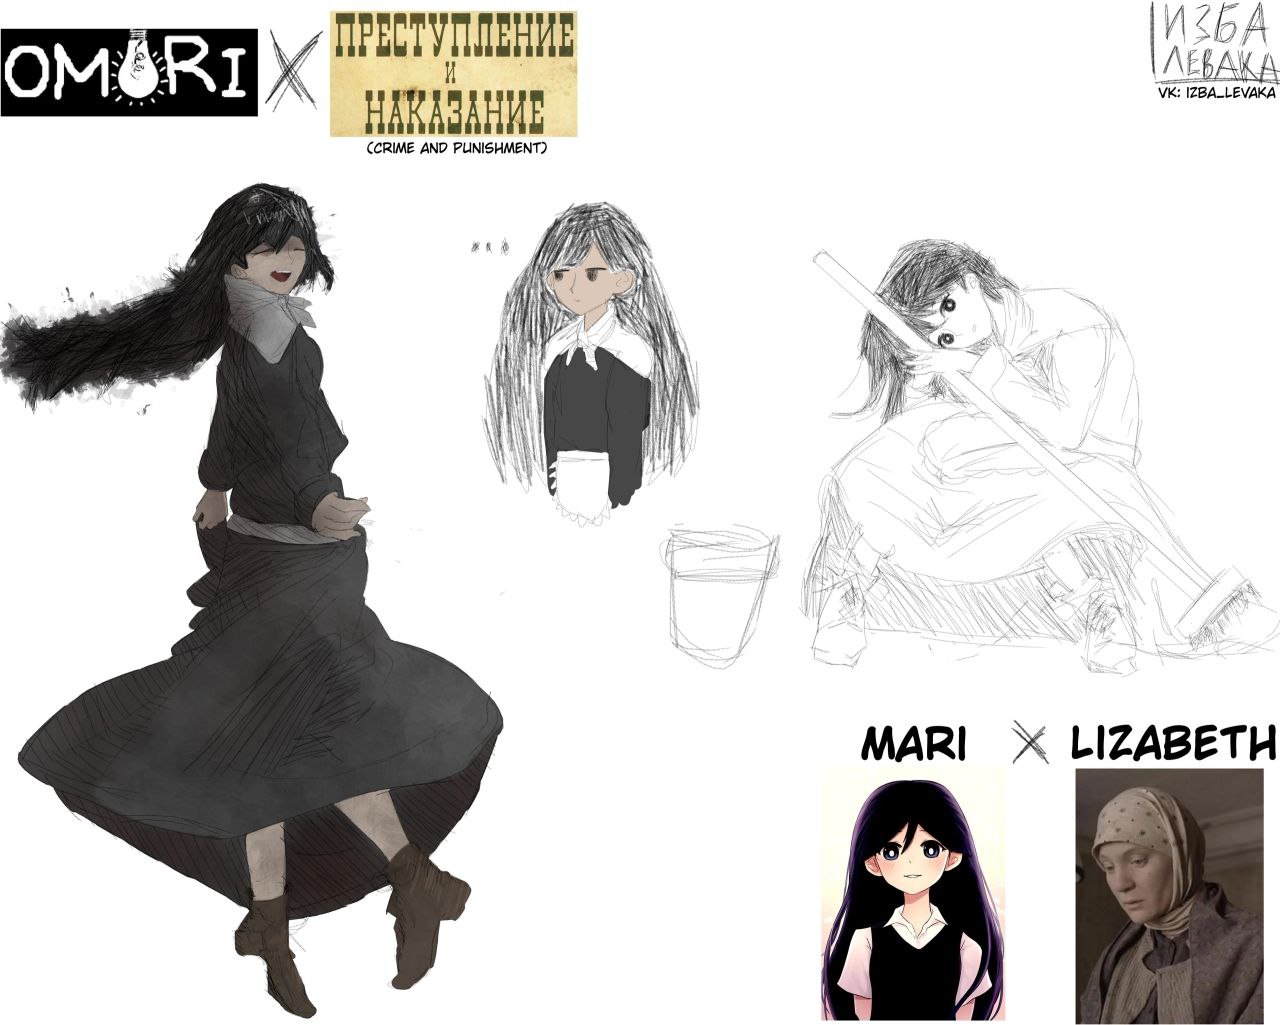 OMORI X ПРЕСТУПЛЕНИЕ
И
НАКАЗАНИЕ
(CRIME AND PUNISHMENT)
ИЗБА
ЛЕВАКА
VK: IZBA_LEVAKA
...
MARI X LIZABETH